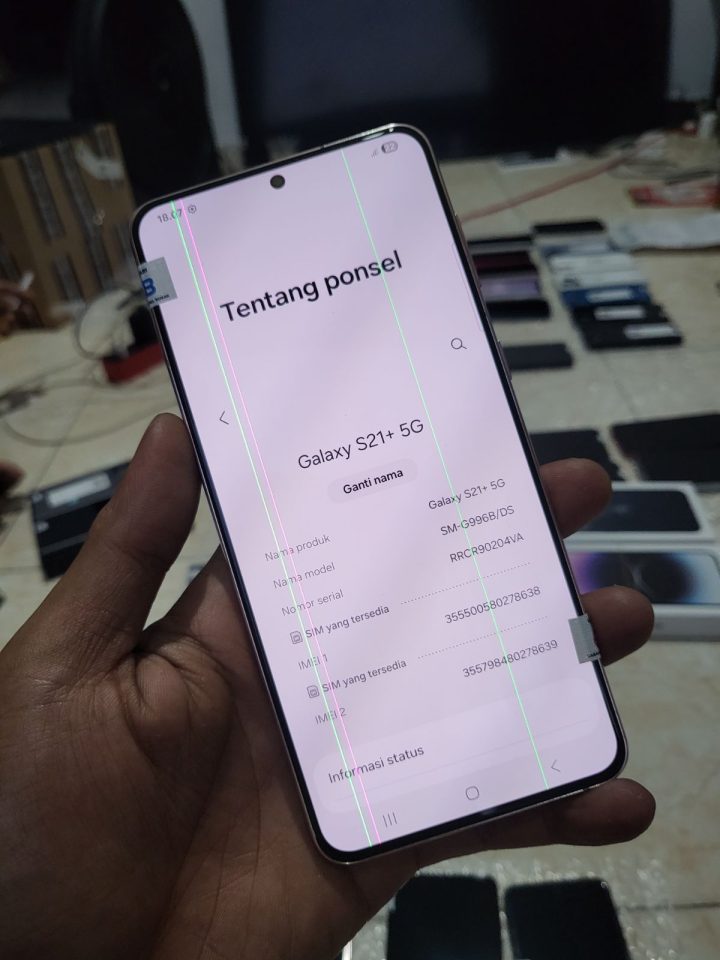 18.07
32
Tentang ponsel
Galaxy S21+ 5G
Ganti nama
Nama produk Galaxy S21+ 5G
Nama model SM-G996B/DS
Nomor serial RRCR90204VA
SIM yang tersedia
IMEI 1 355500580278638
SIM yang tersedia
IMEI 2 355798480278639
Informasi status
B